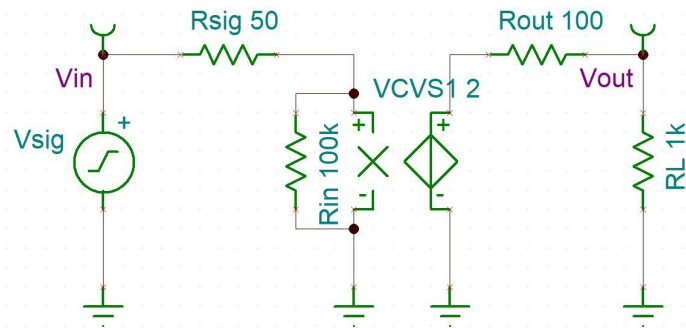 Rsig 50
Rout 100
Vin
VCVS1 2
Vout
Vsig
+
+
+
Rin 100k
RL 1k
-
-